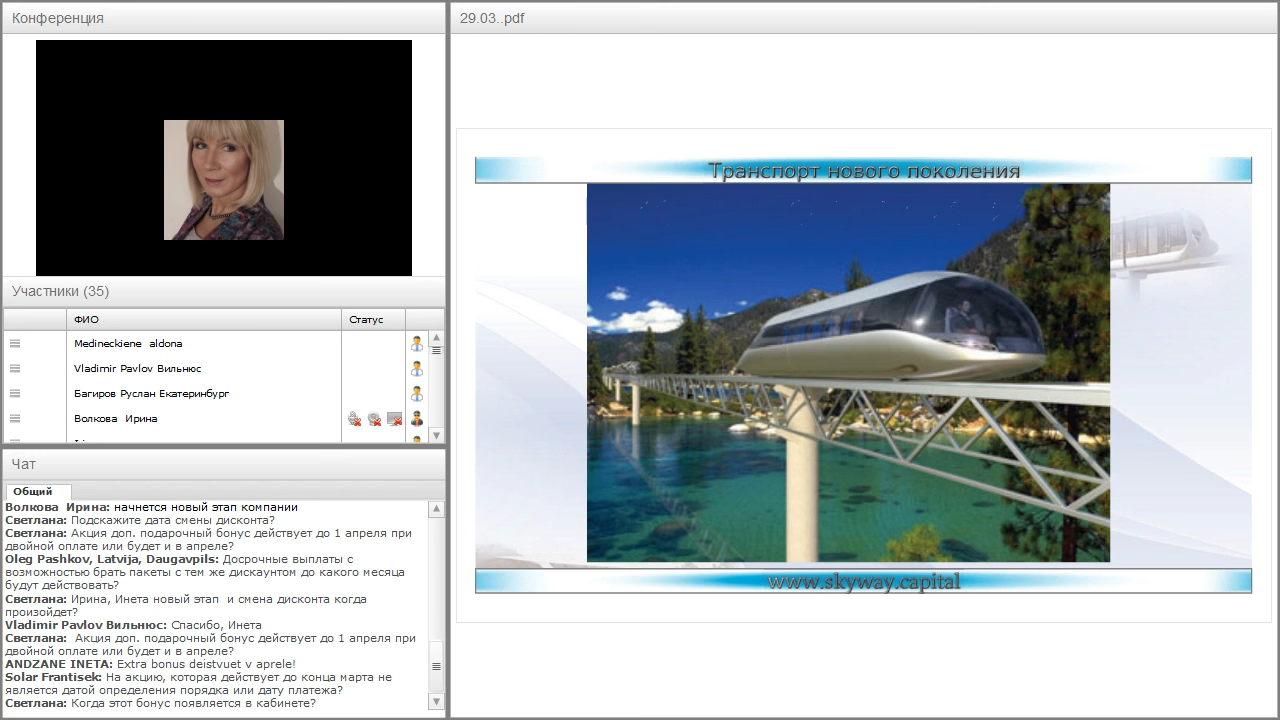 Конференция
Участники (35)
ФИО Статус
Medineckiene aldona
Vladimir Pavlov Вильнюс
Багиров Руслан Екатеринбург
Волкова Ирина
Чат
Общий
Волкова Ирина: начнется новый этап компании
Светлана: Подскажите дата смены дисконта?
Светлана: Акция доп. подарочный бонус действует до 1 апреля при
двойной оплате или будет и в апреле?
Oleg Pashkov, Latvija, Daugavpils: Досрочные выплаты с
возможностью брать пакеты с тем же дискаунтом до какого месяца
будут действовать?
Светлана: Ирина, Инета,новый этап и смена дисконта когда
произойдет?
Vladimir Pavlov Вильнюс: Спасибо, Инета
Светлана: Акция доп. подарочный бонус действует до 1 апреля при
двойной оплате или будет и в апреле?
ANDZANE INETA: Extra bonus deistvuet v aprele!
Solar Frantisek: На акцию, которая действует до конца марта не
является датой определения порядка или дату платежа?
Светлана: Когда этот бонус появляется в кабинете?
29.03..pdf
Транспорт нового поколения
www.skyway.capital